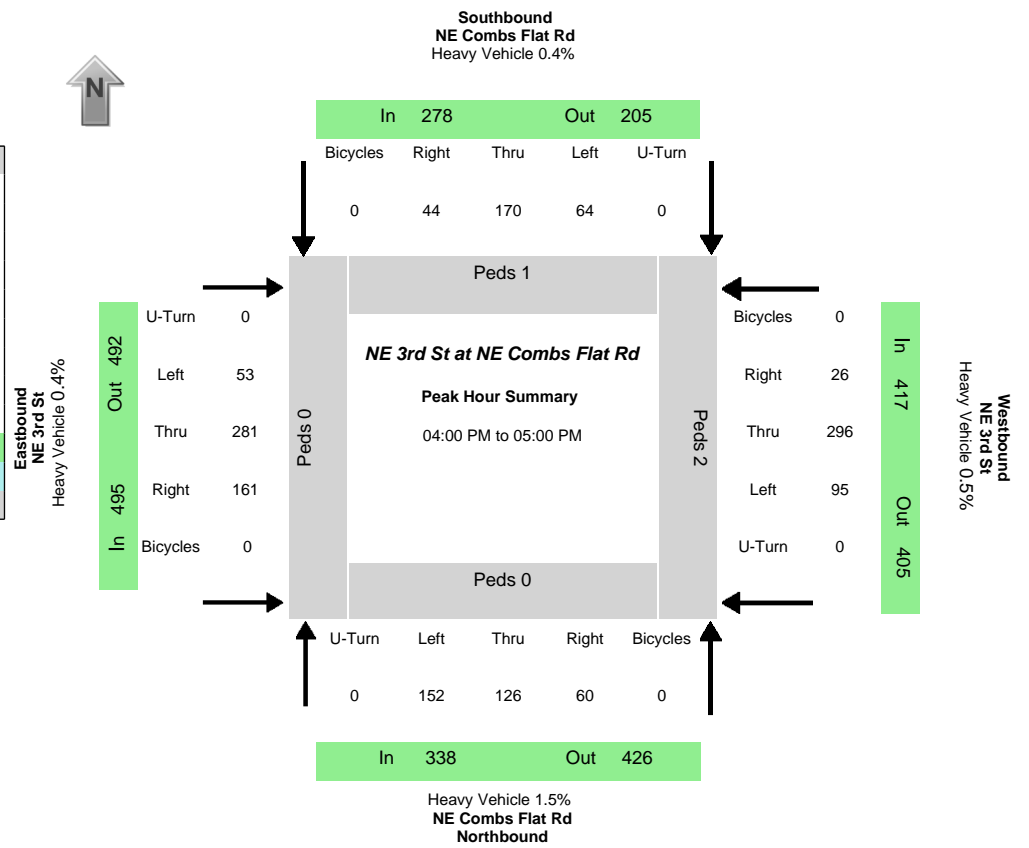 Southbound
NE Combs Flat Rd
Heavy Vehicle 0.4%
N
In 278 Out 205
Bicycles Right Thru Left U-Turn
0 44 170 64 0
Peds 1
Eastbound
NE 3rd St
Heavy Vehicle 0.4%
Out 492
In 495
U-Turn 0
Left 53
Thru 281
Right 161
Bicycles 0
Peds 0
NE 3rd St at NE Combs Flat Rd
Peak Hour Summary
04:00 PM to 05:00 PM
Peds 2
Bicycles 0
Right 26
Thru 296
Left 95
U-Turn 0
In 417
Out 405
Westbound
NE 3rd St
Heavy Vehicle 0.5%
Peds 0
U-Turn Left Thru Right Bicycles
0 152 126 60 0
In 338 Out 426
Heavy Vehicle 1.5%
NE Combs Flat Rd
Northbound